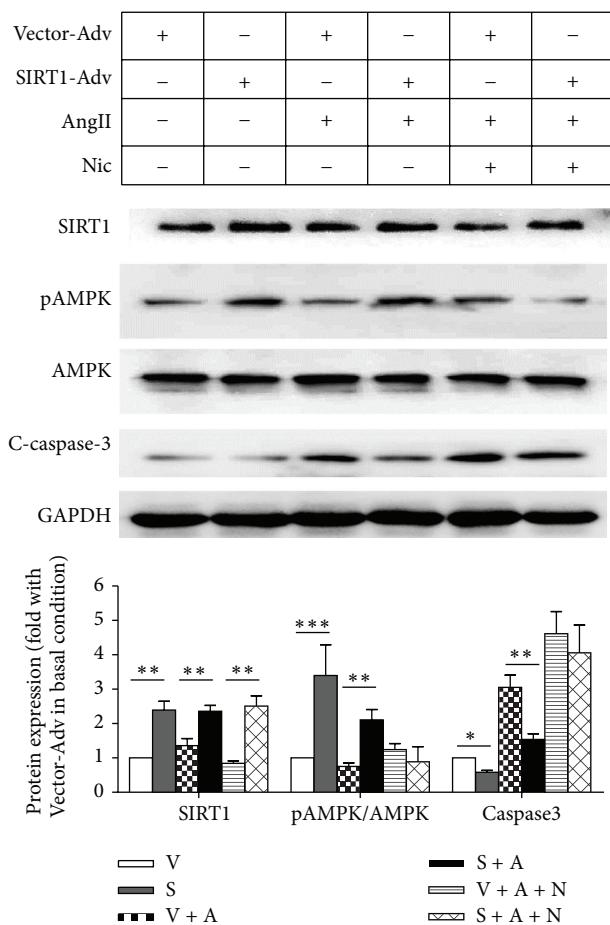 Vector-Adv + − + − + −
SIRT1-Adv − + − + − +
AngII − − + + + +
Nic − − − − + +
SIRT1
pAMPK
AMPK
C-caspase-3
GAPDH
Protein expression (fold with
Vector-Adv in basal condition)
6
5
4
3
2
1
0
** ** **
*** **
* **
SIRT1 pAMPK/AMPK Caspase3
V S + A
S V + A + N
V + A S + A + N